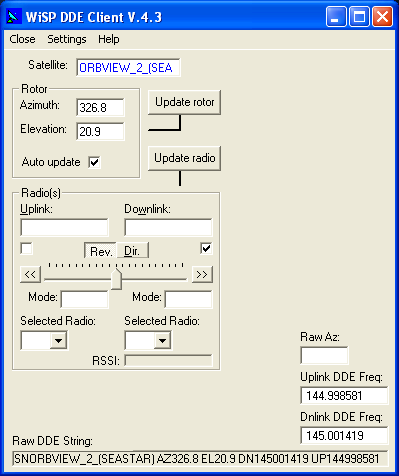 WiSP DDE Client V.4.3
Close Settings Help
Satellite: ORBVIEW_2_(SEA
Rotor
Azimuth: 326.8
Update rotor
Elevation: 20.9
Auto update
Update radio
Radio(s)
Uplink: Downlink:
Rev. Dir.
<< >>
Mode: Mode:
Selected Radio: Selected Radio:
RSSI:
Raw Az:
Uplink DDE Freq:
144.998581
Dnlink DDE Freq:
145.001419
Raw DDE String:
SNORBVIEW_2_(SEASTAR) AZ326.8 EL20.9 DN145001419 UP144998581